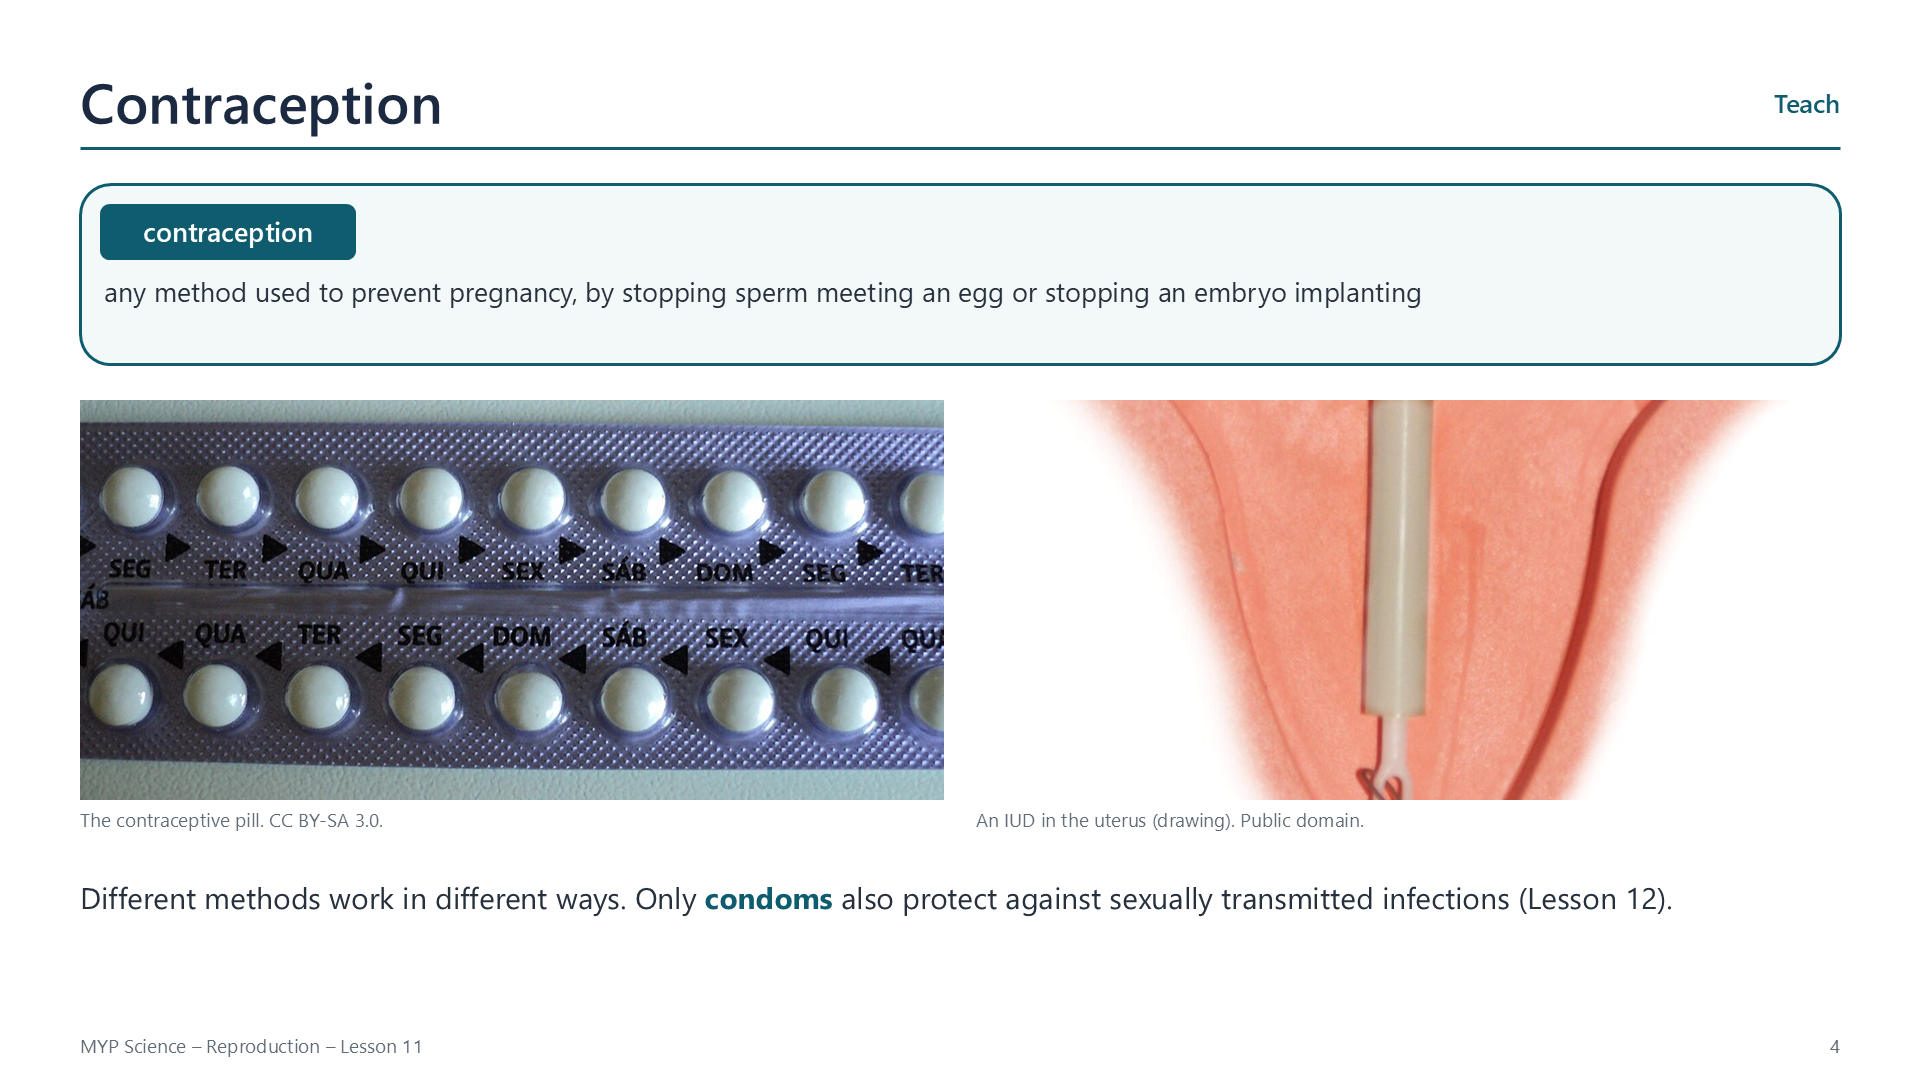 Contraception
Teach
contraception
any method used to prevent pregnancy, by stopping sperm meeting an egg or stopping an embryo implanting
SEG TER QUA QUI SEX SÁB DOM SEG TER
ÁB
QUI QUA TER SEG DOM SÁB SEX QUI QUA
The contraceptive pill. CC BY-SA 3.0.
An IUD in the uterus (drawing). Public domain.
Different methods work in different ways. Only condoms also protect against sexually transmitted infections (Lesson 12).
MYP Science – Reproduction – Lesson 11
4